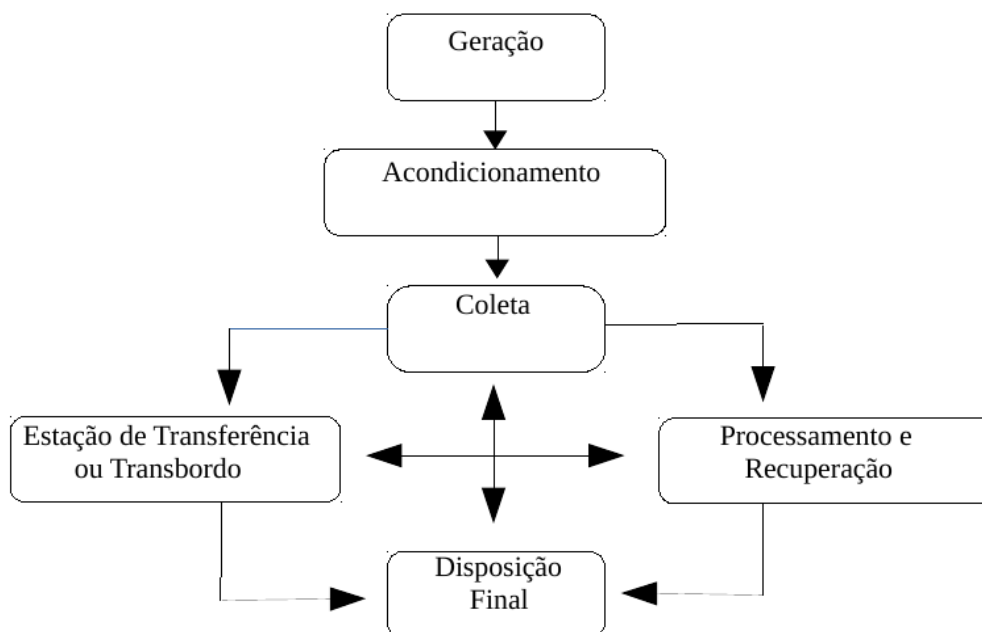 Geração
Acondicionamento
Coleta
Estação de Transferência
ou Transbordo
Processamento e
Recuperação
Disposição
Final